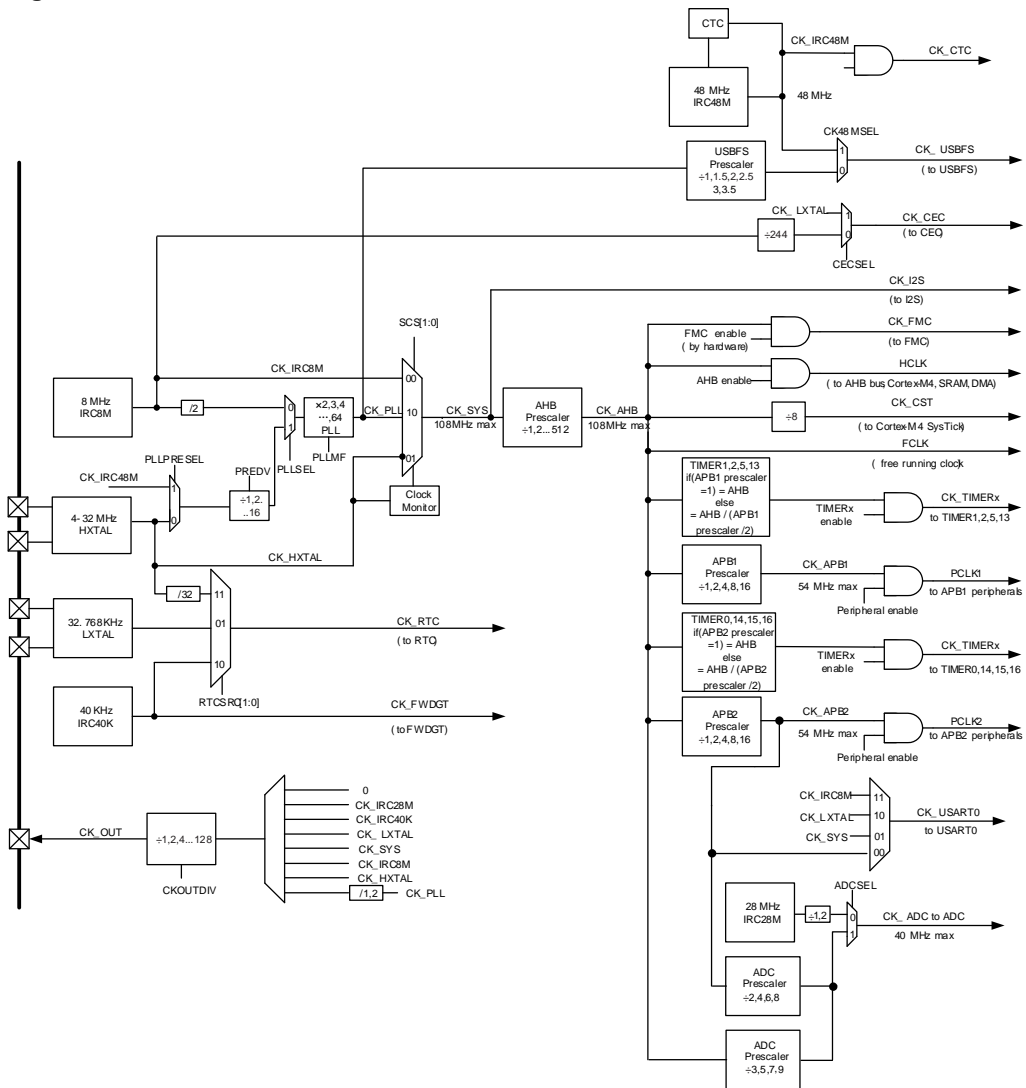 CTC
CK_IRC48M
CK_CTC
48 MHz
IRC48M
48 MHz
CK48MSEL
1
0
USBFS
Prescaler
÷1,1.5,2,2.5
3,3.5
CK_ USBFS
( to USBFS)
CK_ LXTAL
1
0
÷244
CK_CEC
( to CEC)
CECSEL
CK_I2S
(to I2S)
SCS[1:0]
FMC enable
( by hardware)
CK_FMC
(to FMC)
CK_IRC8M
00
10
01
AHB enable
HCLK
( to AHB bus,Cortex-M4, SRAM, DMA)
8 MHz
IRC8M
/2
0
1
×2,3,4
…,64
PLL
CK_PLL
CK_SYS
108MHz max
AHB
Prescaler
÷1,2... 512
CK_AHB
108MHz max
÷8
CK_CST
(to Cortex-M4 SysTick)
PLLSEL
PLLMF
FCLK
( free running clock)
PLLPRESEL
CK_IRC48M
1
0
PREDV
÷1,2.
..16
Clock
Monitor
4-32 MHz
HXTAL
CK_HXTAL
TIMER1,2,5,13
if(APB1 prescaler
=1) = AHB
else
= AHB / (APB1
prescaler /2)
TIMERx
enable
CK_TIMERx
to TIMER1,2,5,13
/32
11
01
10
APB1
Prescaler
÷1,2,4,8,16
CK_APB1
54 MHz max
Peripheral enable
PCLK1
to APB1 peripherals
32.768KHz
LXTAL
CK_RTC
(to RTC)
TIMER0,14,15,16
if(APB2 prescaler
=1) = AHB
else
= AHB / (APB2
prescaler /2)
TIMERx
enable
CK_TIMERx
to TIMER0,14,15,16
RTCSRC[1:0]
40 KHz
IRC40K
CK_FWDGT
(to FWDGT)
APB2
Prescaler
÷1,2,4,8,16
CK_APB2
54 MHz max
Peripheral enable
PCLK2
to APB2 peripherals
CK_OUT
÷1,2,4... 128
CKOUTDIV
0
CK_IRC28M
CK_IRC40K
CK_ LXTAL
CK_SYS
CK_IRC8M
CK_HXTAL
/1,2
CK_PLL
CK_IRC8M
CK_LXTAL
CK_SYS
11
10
01
00
CK_USART0
to USART0
28 MHz
IRC28M
÷1,2
ADCSEL
0
1
CK_ ADC to ADC
40 MHz max
ADC
Prescaler
÷2,4,6,8
ADC
Prescaler
÷3,5,7,9